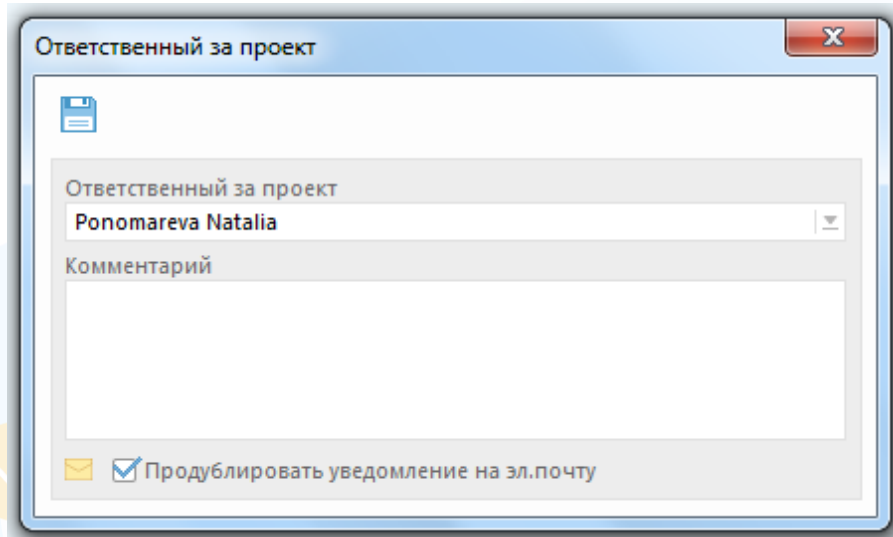 Ответственный за проект
Ответственный за проект
Ponomareva Natalia
Комментарий
Продублировать уведомление на эл.почту